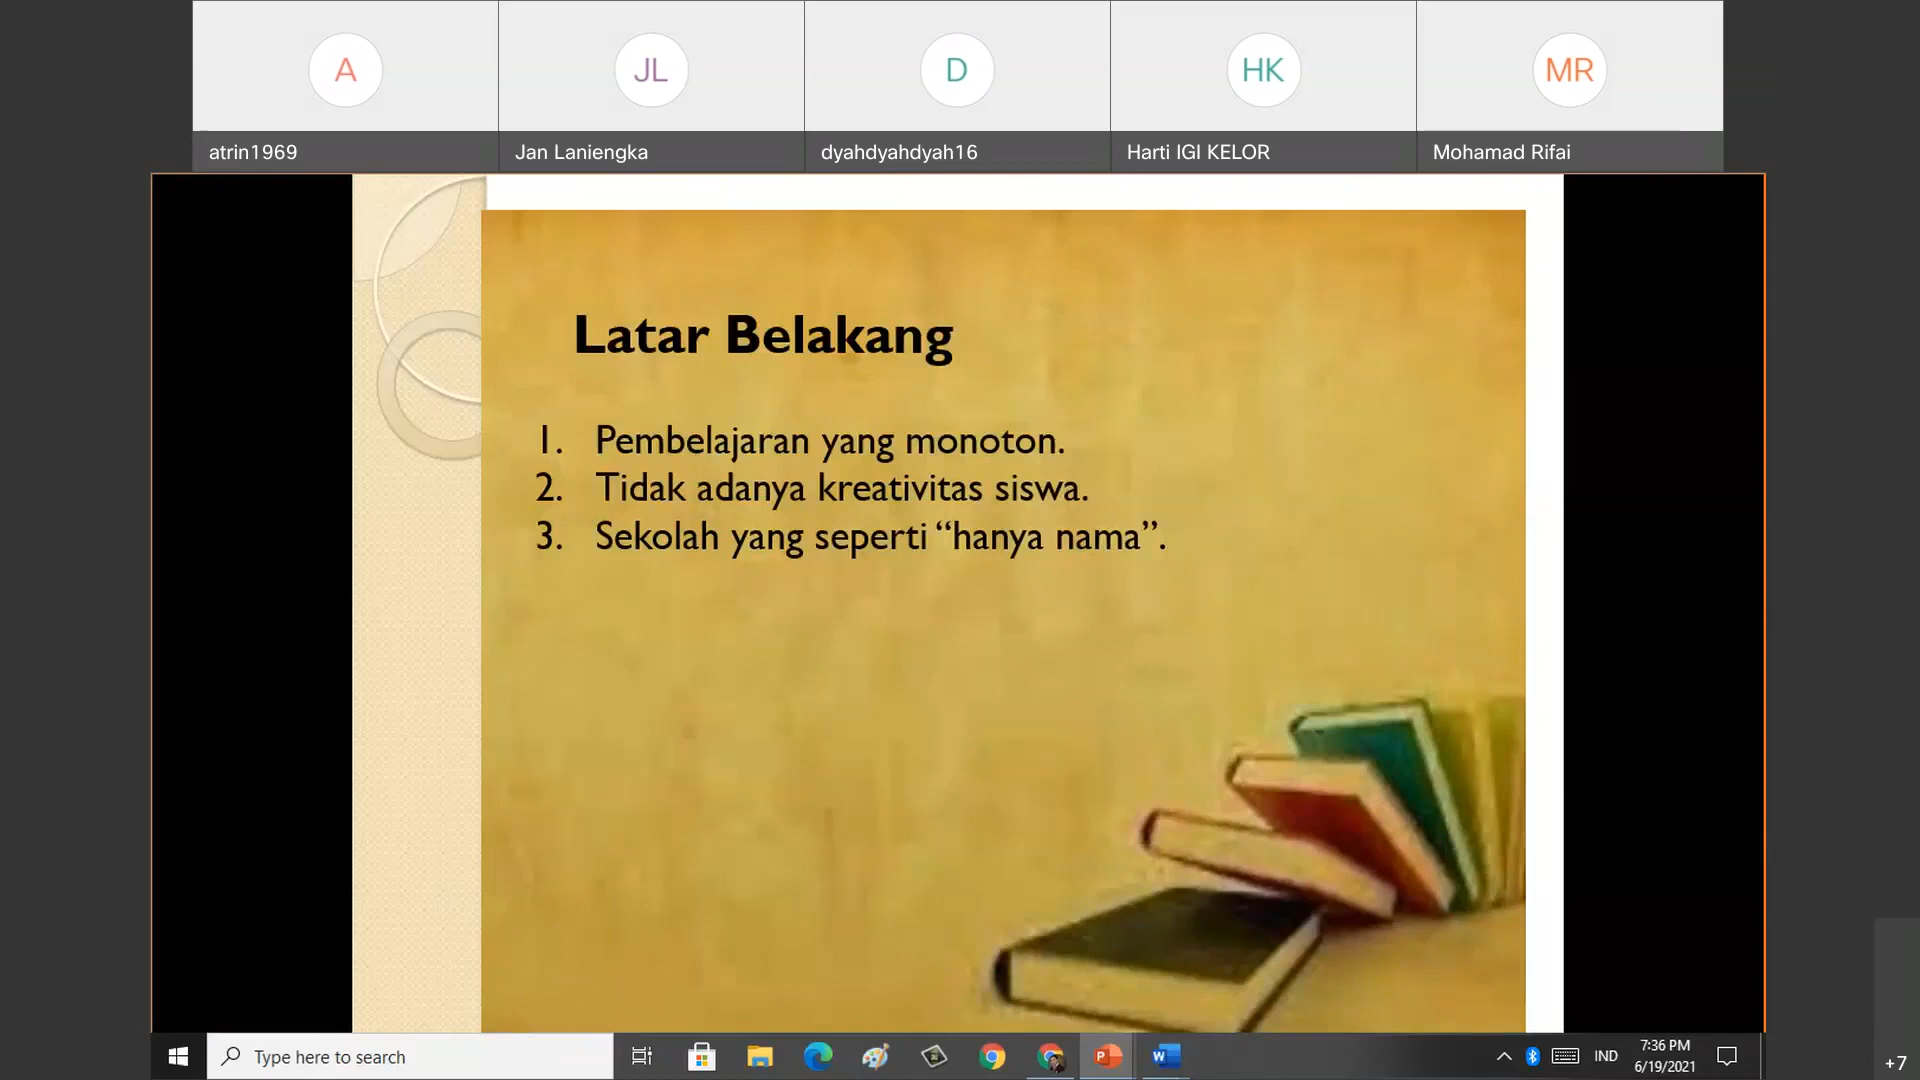 A
JL
D
HK
MR
atrin1969
Jan Laniengka
dyahdyahdyah16
Harti IGI KELOR
Mohamad Rifai
Latar Belakang
1. Pembelajaran yang monoton.
2. Tidak adanya kreativitas siswa.
3. Sekolah yang seperti “hanya nama”.
Type here to search
IND
7:36 PM
6/19/2021
+7